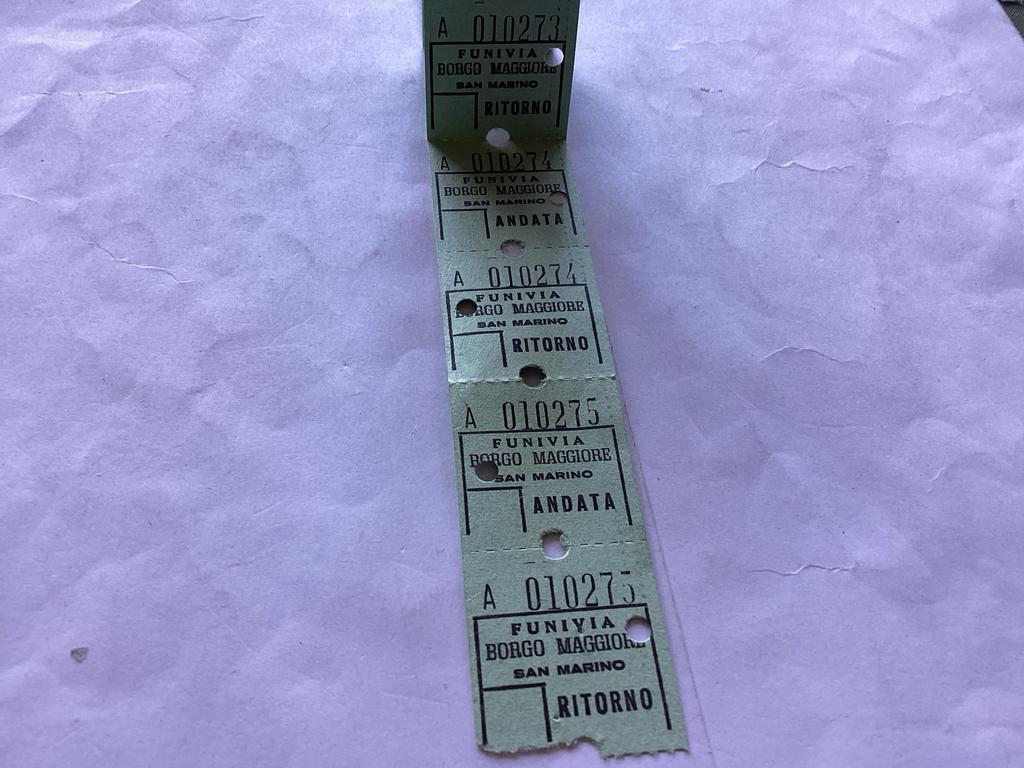 A 010273
FUNIVIA
BORGO MAGGIORE
SAN MARINO
RITORNO
A 010274
FUNIVIA
BORGO MAGGIORE
SAN MARINO
ANDATA
A 010274
FUNIVIA
BORGO MAGGIORE
SAN MARINO
RITORNO
A 010275
FUNIVIA
BORGO MAGGIORE
SAN MARINO
ANDATA
A 010275
FUNIVIA
BORGO MAGGIORE
SAN MARINO
RITORNO